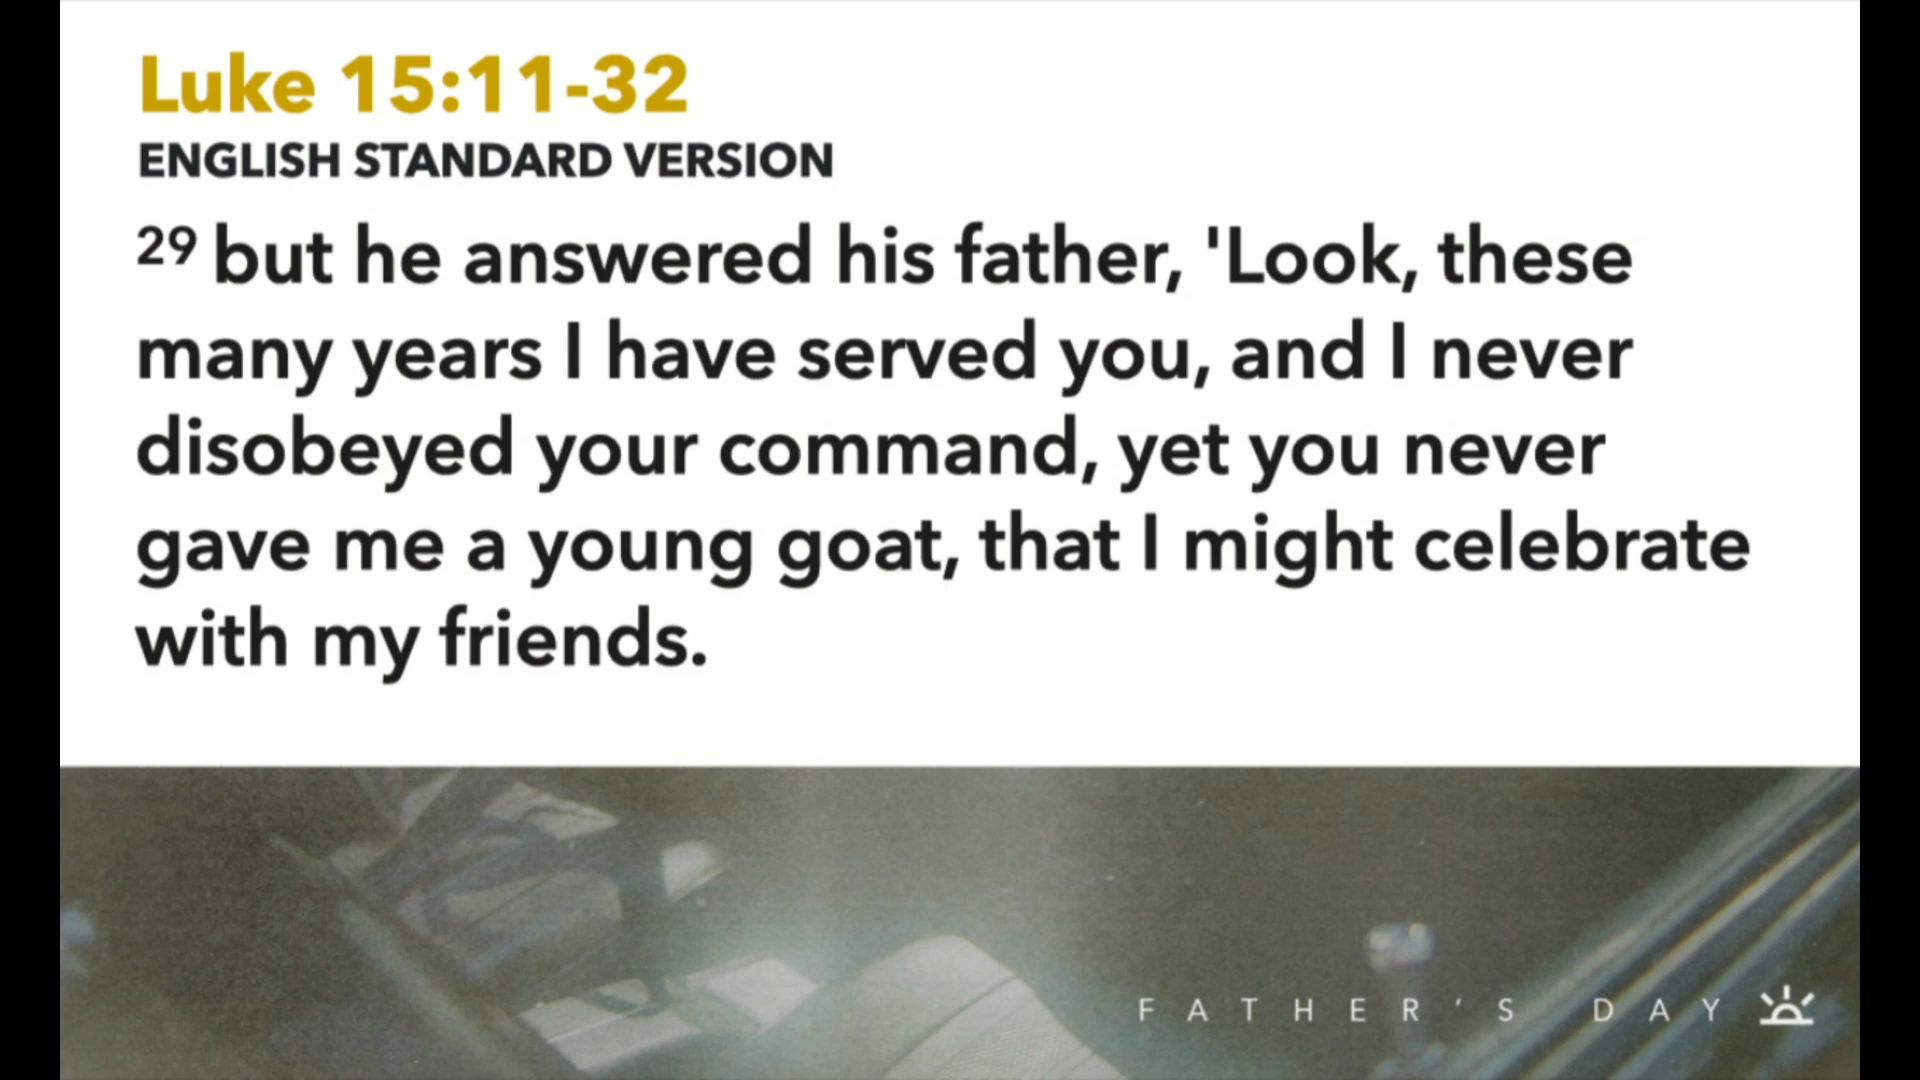 Luke 15:11-32
ENGLISH STANDARD VERSION
29 but he answered his father, 'Look, these
many years I have served you, and I never
disobeyed your command, yet you never
gave me a young goat, that I might celebrate
with my friends.
FATHER'S DAY